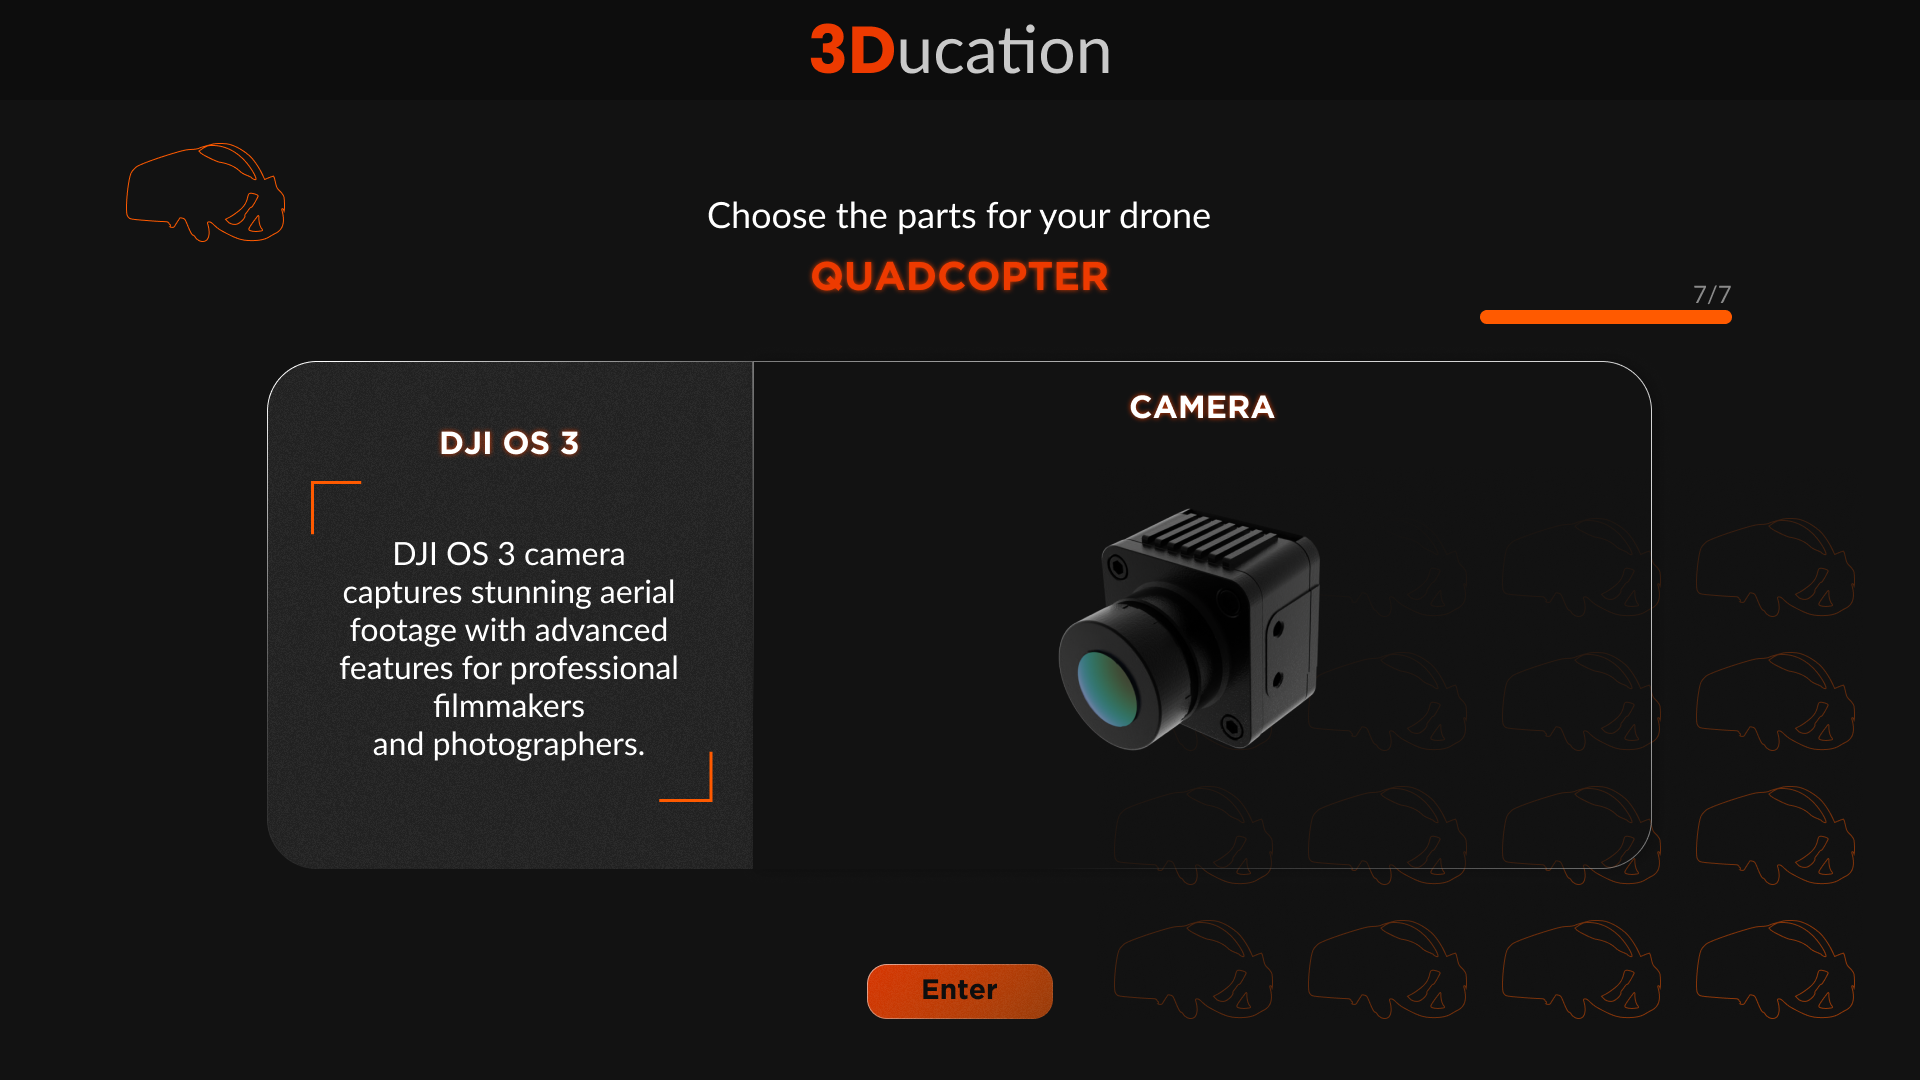 3Ducation
Choose the parts for your drone
QUADCOPTER
7/7
DJI OS 3
DJI OS 3 camera
captures stunning aerial
footage with advanced
features for professional
filmmakers
and photographers.
CAMERA
Enter